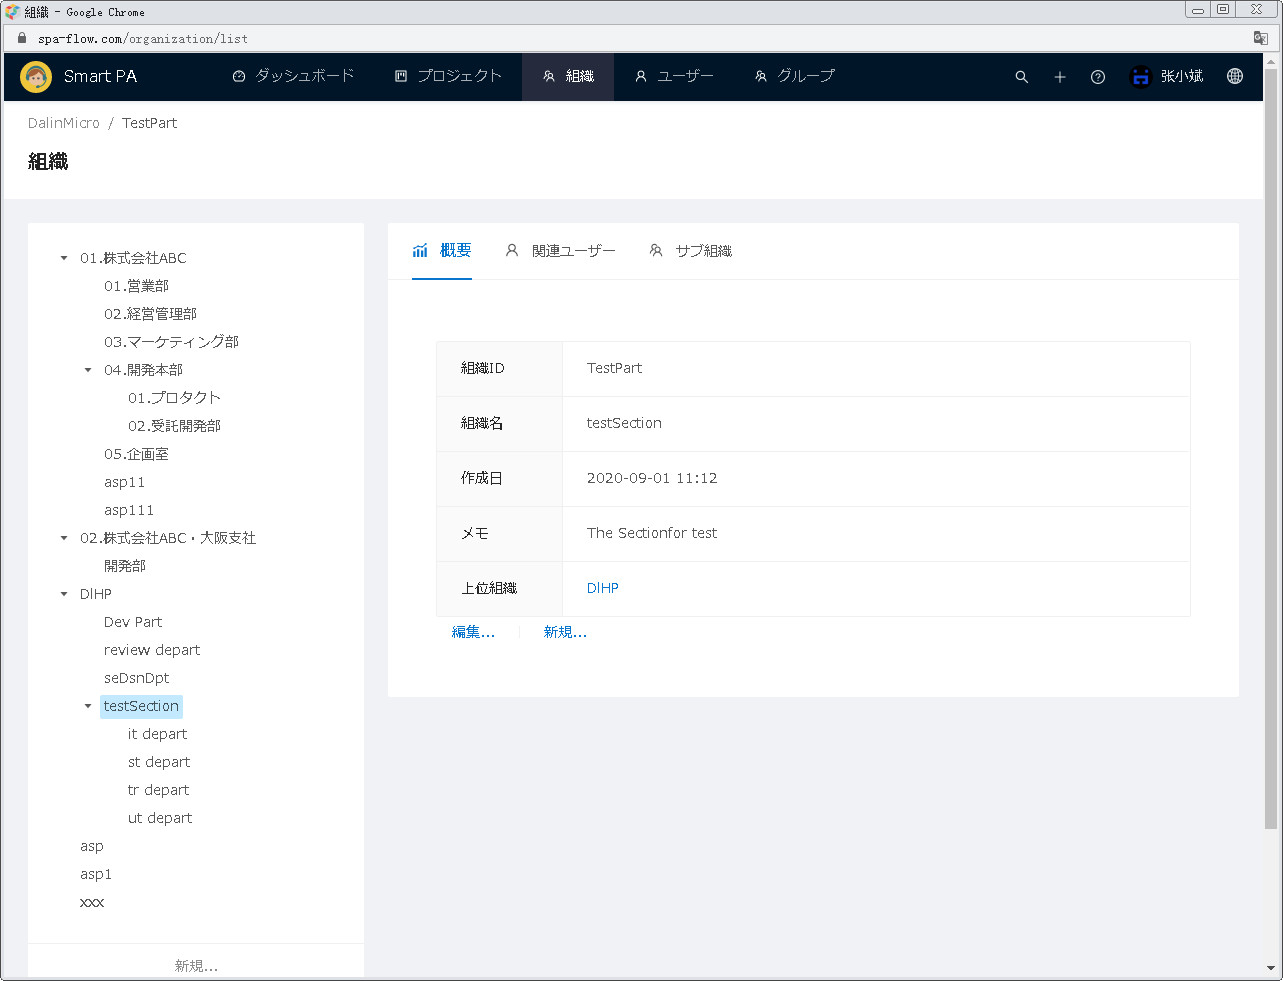 組織 - Google Chrome
spa-flow.com/organization/list
Smart PA ダッシュボード プロジェクト 組織 ユーザー グループ 张小斌
DalinMicro / TestPart
組織
01.株式会社ABC
01.営業部
02.経営管理部
03.マーケティング部
04.開発本部
01.プロタクト
02.受託開発部
05.企画室
asp11
asp111
02.株式会社ABC・大阪支社
開発部
DlHP
Dev Part
review depart
seDsnDpt
testSection
it depart
st depart
tr depart
ut depart
asp
asp1
xxx
新規...
概要 関連ユーザー サブ組織
組織ID TestPart
組織名 testSection
作成日 2020-09-01 11:12
メモ The Sectionfor test
上位組織 DlHP
編集... 新規...